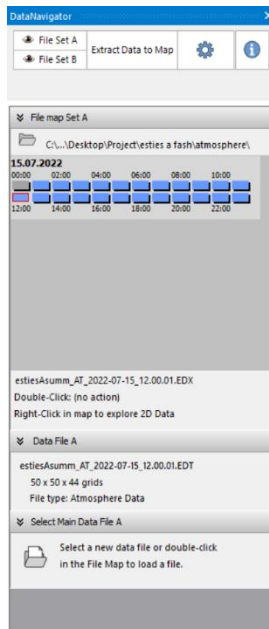 DataNavigator
File Set A
File Set B
Extract Data to Map
File map Set A
C:\,..\Desktop\Project\esties a fash\atmosphere\
15.07.2022
00:00 02:00 04:00 06:00 08:00 10:00
12:00 14:00 16:00 18:00 20:00 22:00
estiesAsumm_AT_2022-07-15_12.00.01.EDX
Double-Click: (no action)
Right-Click in map to explore 2D Data
Data File A
estiesAsumm_AT_2022-07-15_12.00.01.EDT
50 x 50 x 44 grids
File type: Atmosphere Data
Select Main Data File A
Select a new data file or double-click
in the File Map to load a file.